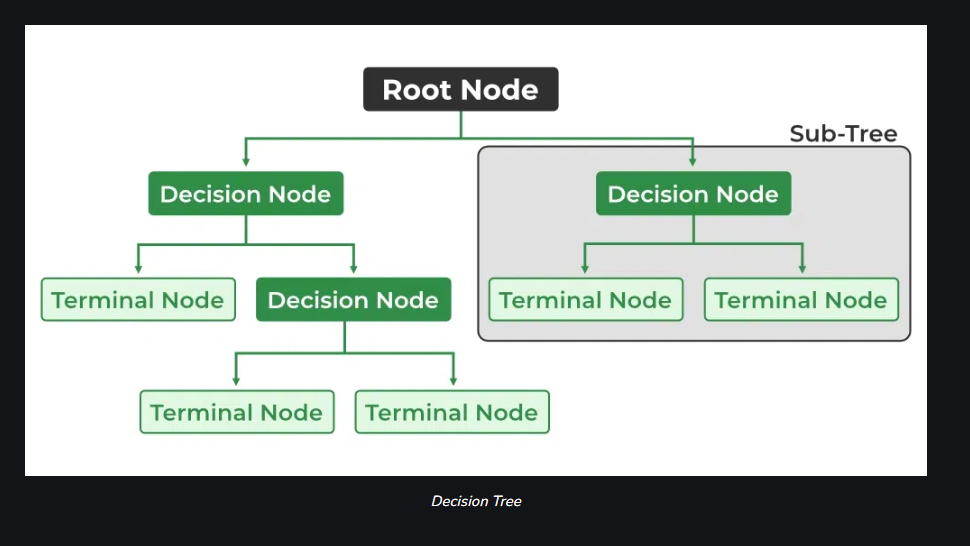 Root Node
Sub-Tree
Decision Node
Decision Node
Terminal Node
Decision Node
Terminal Node
Terminal Node
Terminal Node
Terminal Node
Decision Tree